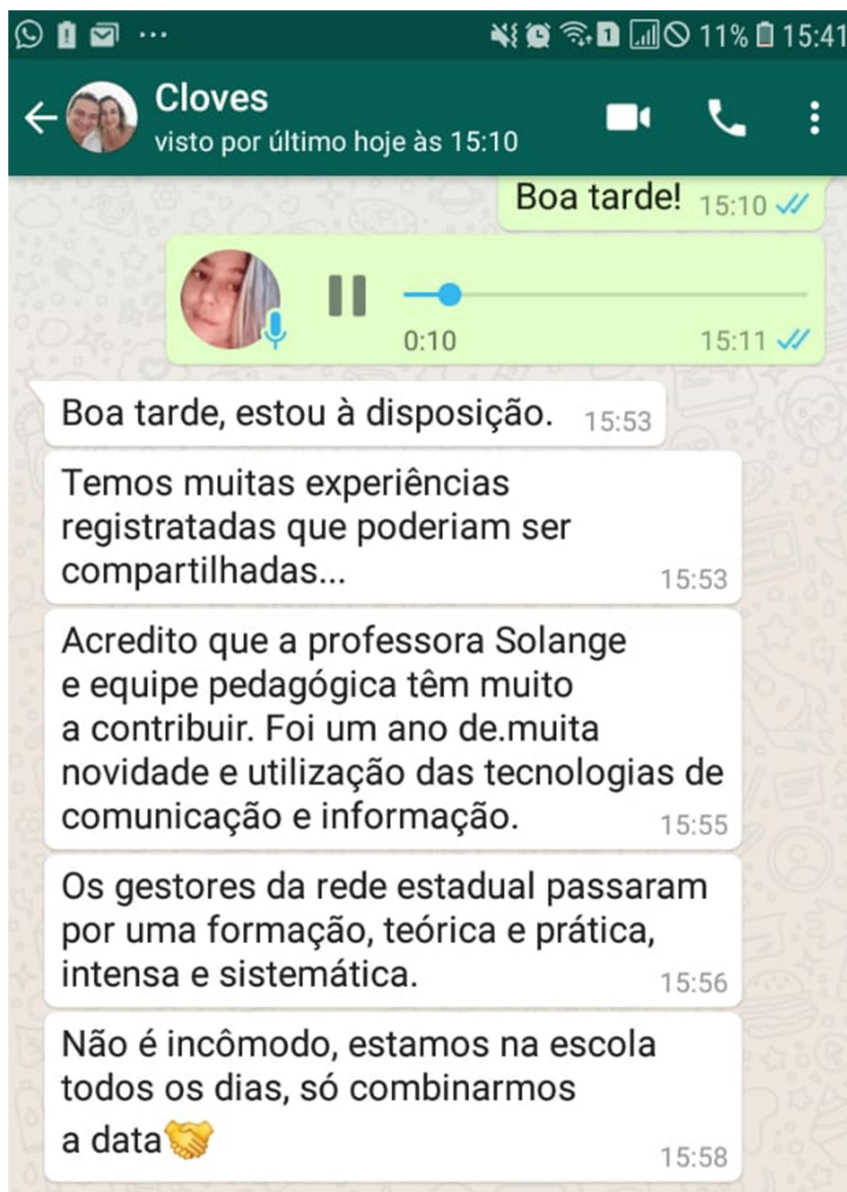 11% 15:41
Cloves
visto por último hoje às 15:10
Boa tarde! 15:10
0:10 15:11
Boa tarde, estou à disposição. 15:53
Temos muitas experiências
registratadas que poderiam ser
compartilhadas... 15:53
Acredito que a professora Solange
e equipe pedagógica têm muito
a contribuir. Foi um ano de.muita
novidade e utilização das tecnologias de
comunicação e informação. 15:55
Os gestores da rede estadual passaram
por uma formação, teórica e prática,
intensa e sistemática. 15:56
Não é incômodo, estamos na escola
todos os dias, só combinarmos
a data🤝 15:58